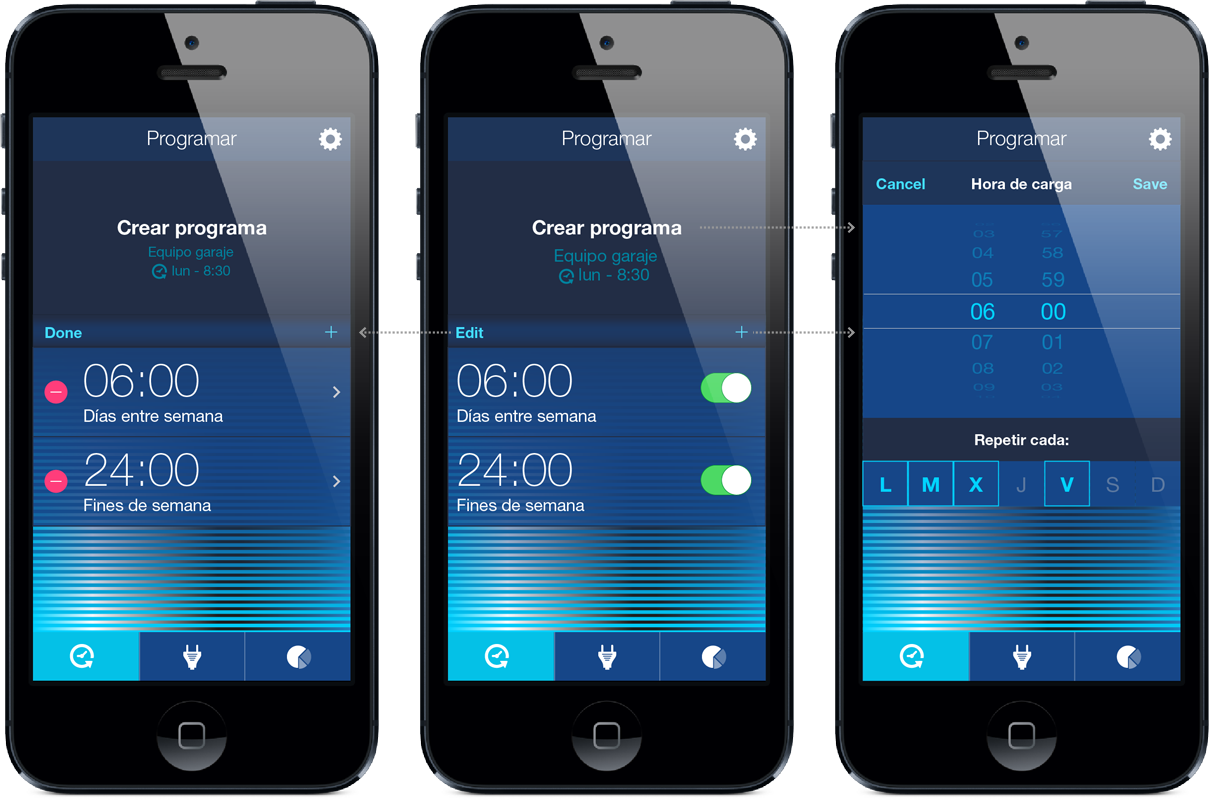 Programar
Crear programa
Equipo garaje
lun - 8:30
Done +
06:00
Días entre semana
24:00
Fines de semana
Programar
Crear programa
Equipo garaje
lun - 8:30
Edit +
06:00
Días entre semana
24:00
Fines de semana
Programar
Cancel Hora de carga Save
03 57
04 58
05 59
06 00
07 01
08 02
09 03
Repetir cada:
L M X J V S D